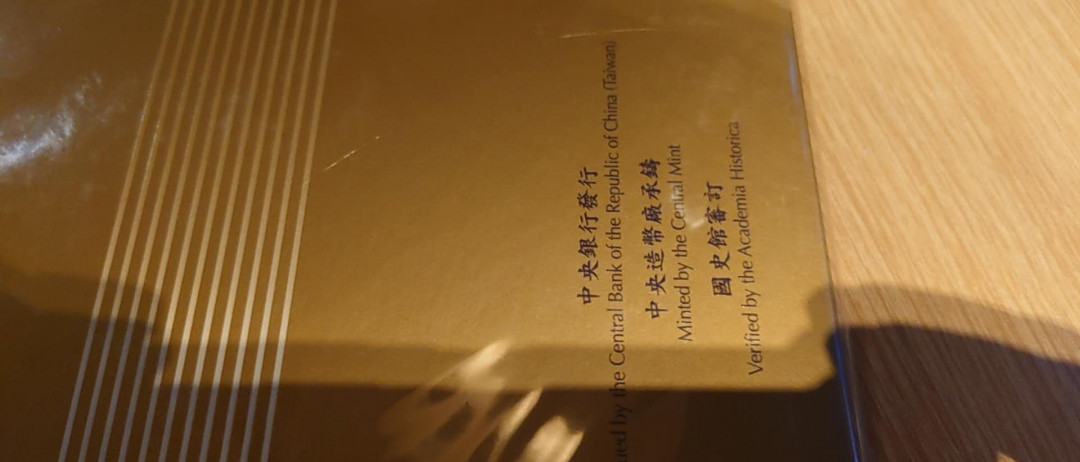 中央銀行發行
ued by the Central Bank of the Republic of China (Taiwan)
中央造幣廠承鑄
Minted by the Central Mint
國史館審訂
Verified by the Academia Historica